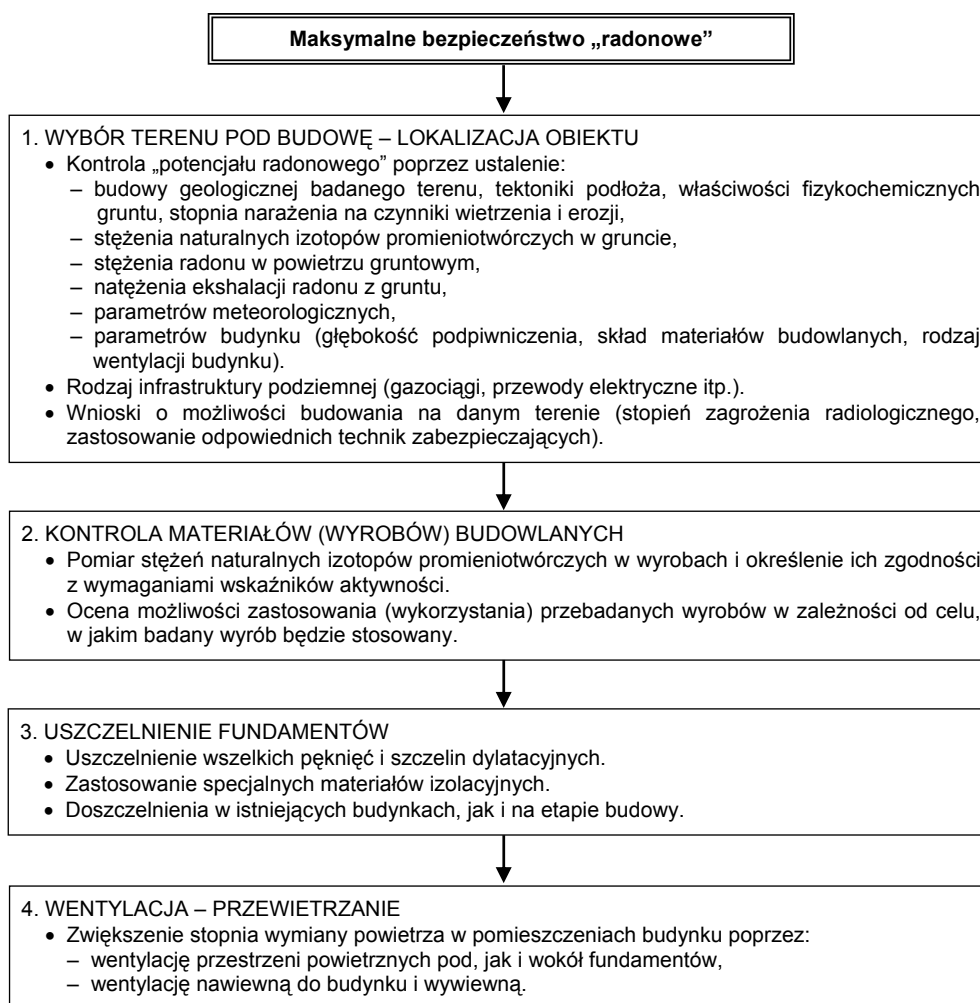 Maksymalne bezpieczeństwo „radonowe”
1. WYBÓR TERENU POD BUDOWĘ – LOKALIZACJA OBIEKTU
• Kontrola „potencjału radonowego” poprzez ustalenie:
– budowy geologicznej badanego terenu, tektoniki podłoża, właściwości fizykochemicznych
gruntu, stopnia narażenia na czynniki wietrzenia i erozji,
– stężenia naturalnych izotopów promieniotwórczych w gruncie,
– stężenia radonu w powietrzu gruntowym,
– natężenia ekshalacji radonu z gruntu,
– parametrów meteorologicznych,
– parametrów budynku (głębokość podpiwniczenia, skład materiałów budowlanych, rodzaj
wentylacji budynku).
• Rodzaj infrastruktury podziemnej (gazociągi, przewody elektryczne itp.).
• Wnioski o możliwości budowania na danym terenie (stopień zagrożenia radiologicznego,
zastosowanie odpowiednich technik zabezpieczających).
2. KONTROLA MATERIAŁÓW (WYROBÓW) BUDOWLANYCH
• Pomiar stężeń naturalnych izotopów promieniotwórczych w wyrobach i określenie ich zgodności
z wymaganiami wskaźników aktywności.
• Ocena możliwości zastosowania (wykorzystania) przebadanych wyrobów w zależności od celu,
w jakim badany wyrób będzie stosowany.
3. USZCZELNIENIE FUNDAMENTÓW
• Uszczelnienie wszelkich pęknięć i szczelin dylatacyjnych.
• Zastosowanie specjalnych materiałów izolacyjnych.
• Doszczelnienia w istniejących budynkach, jak i na etapie budowy.
4. WENTYLACJA – PRZEWIETRZANIE
• Zwiększenie stopnia wymiany powietrza w pomieszczeniach budynku poprzez:
– wentylację przestrzeni powietrznych pod, jak i wokół fundamentów,
– wentylację nawiewną do budynku i wywiewną.